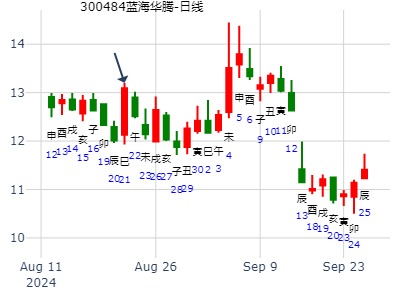 300484蓝海华腾-日线
14
13
12
11
10
申 酉 戌 亥 子 卯 辰 巳 午 未 戌 亥 子 丑 寅 巳 午 未 申 酉 子 丑 寅 卯 辰 酉 戌 亥 寅 卯 辰
12 13 14 15 16 20 21 22 23 26 27 28 29 30 2 3 4 5 6 9 10 11 12 13 18 19 20 23 24 25
Aug 11 Aug 26 Sep 9 Sep 23
2024